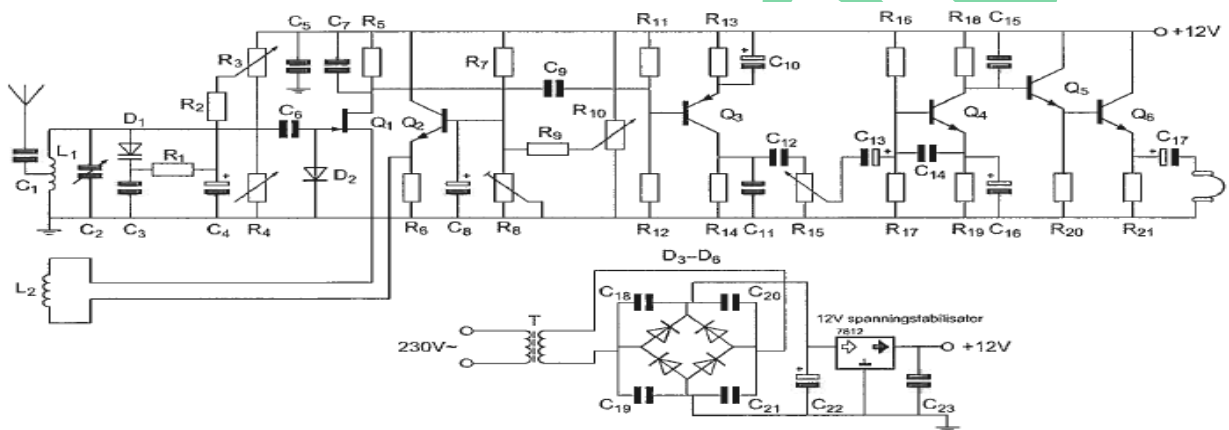 R11 R13 R16 R18 C15
C5 C7 R5 +12V
R3 R7 C9 C10
R2 R10 Q5
D1 C6 Q1 Q2 Q3 Q4 Q6
L1 R1 R9 C12 C13 C17
C1 D2 C14
C2 C3 C4 R4 R6 C8 R8 R12 R14 C11 R15 R17 R19 C16 R20 R21
D3--D6
L2
C18 C20
T 12V spanningstabilisator
7812
230V~ +12V
C19 C21 C22 C23